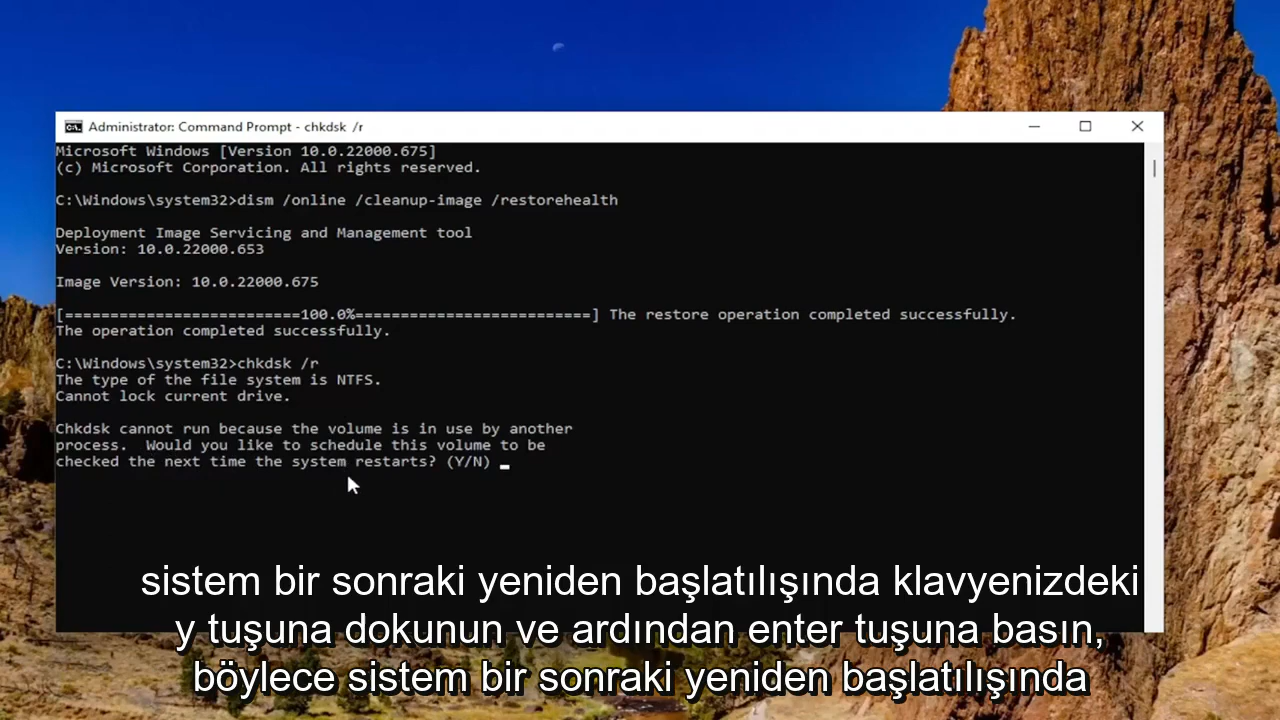 Administrator: Command Prompt - chkdsk /r
Microsoft Windows [Version 10.0.22000.675]
(c) Microsoft Corporation. All rights reserved.
C:\Windows\system32>dism /online /cleanup-image /restorehealth
Deployment Image Servicing and Management tool
Version: 10.0.22000.653
Image Version: 10.0.22000.675
[==========================100.0%==========================] The restore operation completed successfully.
The operation completed successfully.
C:\Windows\system32>chkdsk /r
The type of the file system is NTFS.
Cannot lock current drive.
Chkdsk cannot run because the volume is in use by another
process.  Would you like to schedule this volume to be
checked the next time the system restarts? (Y/N)
sistem bir sonraki yeniden başlatılışında klavyenizdeki
y tuşuna dokunun ve ardından enter tuşuna basın,
böylece sistem bir sonraki yeniden başlatılışında